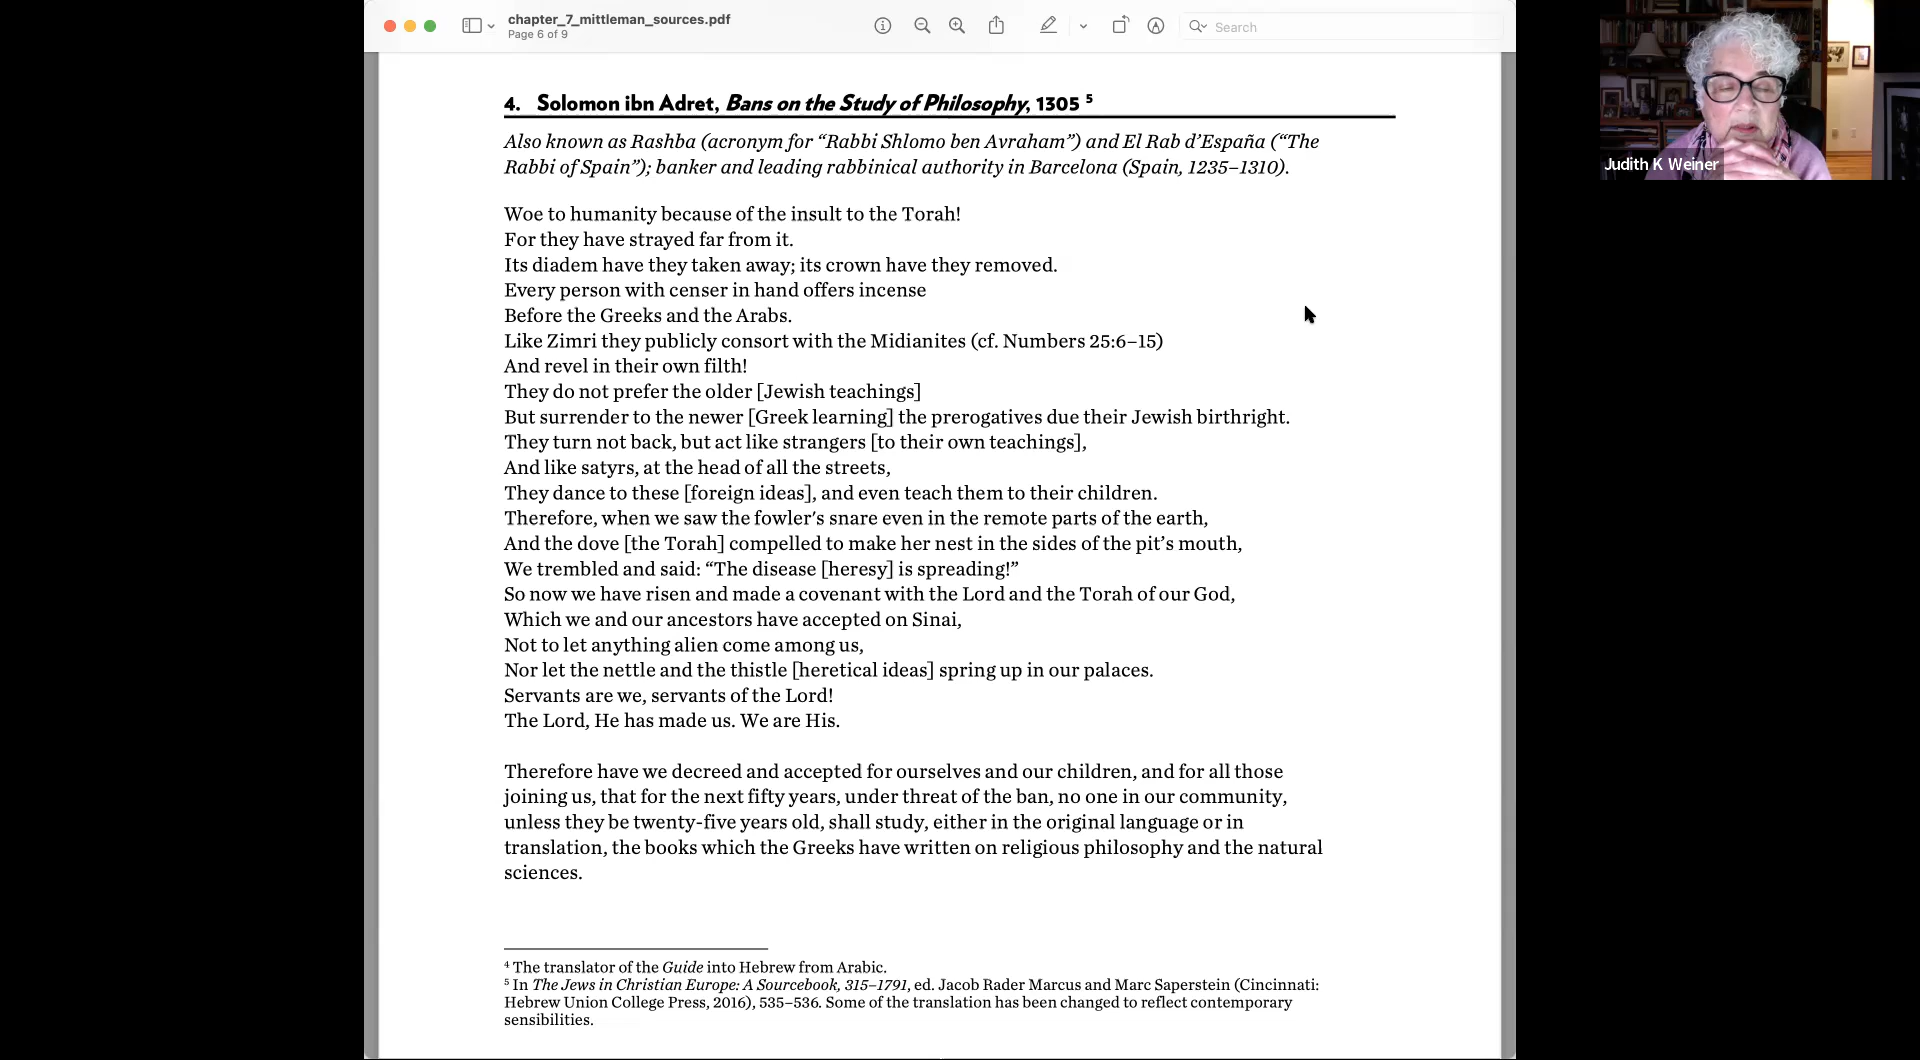 chapter_7_mittleman_sources.pdf
Page 6 of 9
Search
4. Solomon ibn Adret, Bans on the Study of Philosophy, 1305 ⁵
Also known as Rashba (acronym for “Rabbi Shlomo ben Avraham”) and El Rab d’España (“The
Rabbi of Spain”); banker and leading rabbinical authority in Barcelona (Spain, 1235–1310).
Woe to humanity because of the insult to the Torah!
For they have strayed far from it.
Its diadem have they taken away; its crown have they removed.
Every person with censer in hand offers incense
Before the Greeks and the Arabs.
Like Zimri they publicly consort with the Midianites (cf. Numbers 25:6–15)
And revel in their own filth!
They do not prefer the older [Jewish teachings]
But surrender to the newer [Greek learning] the prerogatives due their Jewish birthright.
They turn not back, but act like strangers [to their own teachings],
And like satyrs, at the head of all the streets,
They dance to these [foreign ideas], and even teach them to their children.
Therefore, when we saw the fowler's snare even in the remote parts of the earth,
And the dove [the Torah] compelled to make her nest in the sides of the pit’s mouth,
We trembled and said: “The disease [heresy] is spreading!”
So now we have risen and made a covenant with the Lord and the Torah of our God,
Which we and our ancestors have accepted on Sinai,
Not to let anything alien come among us,
Nor let the nettle and the thistle [heretical ideas] spring up in our palaces.
Servants are we, servants of the Lord!
The Lord, He has made us. We are His.
Therefore have we decreed and accepted for ourselves and our children, and for all those
joining us, that for the next fifty years, under threat of the ban, no one in our community,
unless they be twenty-five years old, shall study, either in the original language or in
translation, the books which the Greeks have written on religious philosophy and the natural
sciences.
⁴ The translator of the Guide into Hebrew from Arabic.
⁵ In The Jews in Christian Europe: A Sourcebook, 315–1791, ed. Jacob Rader Marcus and Marc Saperstein (Cincinnati:
Hebrew Union College Press, 2016), 535–536. Some of the translation has been changed to reflect contemporary
sensibilities.
Judith K Weiner